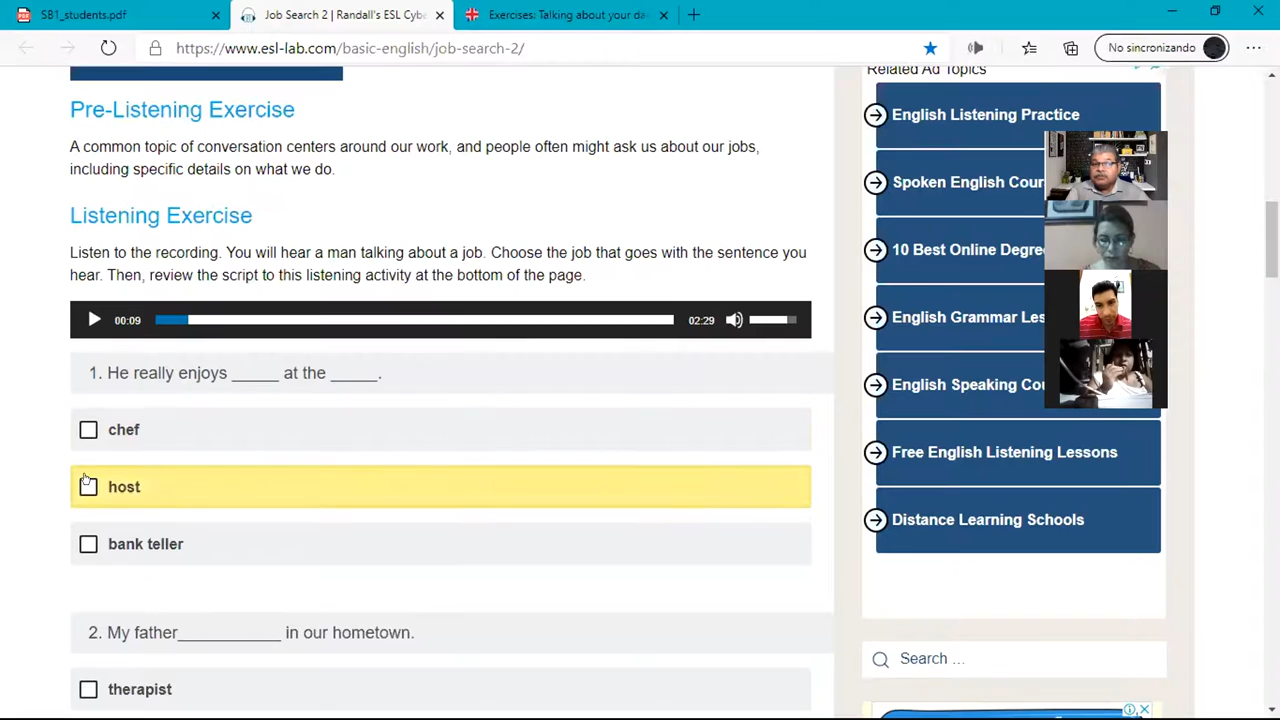 SB1_students.pdf
Job Search 2 | Randall's ESL Cybe
Exercises: Talking about your da
https://www.esl-lab.com/basic-english/job-search-2/
No sincronizando
Pre-Listening Exercise
A common topic of conversation centers around our work, and people often might ask us about our jobs,
including specific details on what we do.
Listening Exercise
Listen to the recording. You will hear a man talking about a job. Choose the job that goes with the sentence you
hear. Then, review the script to this listening activity at the bottom of the page.
00:09
02:29
1. He really enjoys _____ at the _____.
chef
host
bank teller
2. My father___________ in our hometown.
therapist
Related Ad Topics
English Listening Practice
Spoken English Cour
10 Best Online Degre
English Grammar Les
English Speaking Cou
Free English Listening Lessons
Distance Learning Schools
Search ...